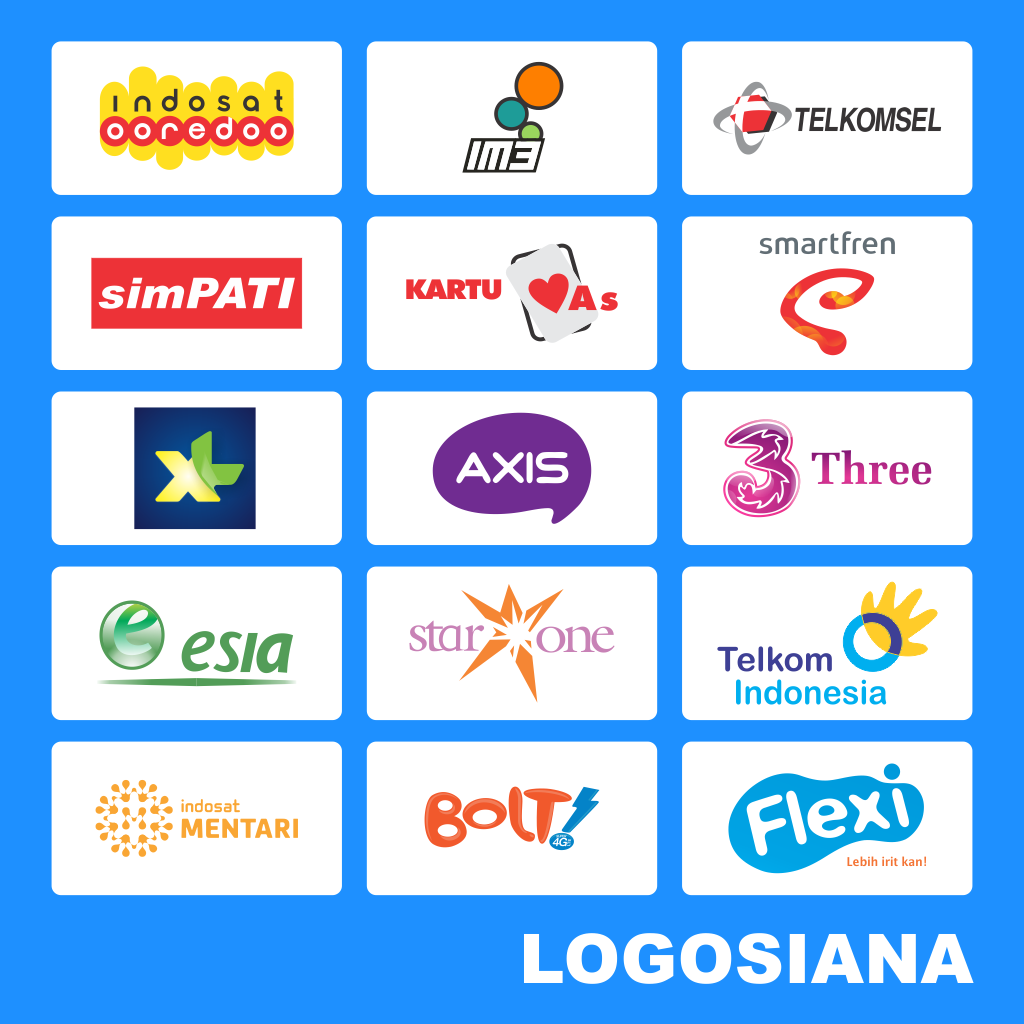 indosat
ooredoo
IM3
TELKOMSEL
simPATI
KARTU As
smartfren
XL
AXIS
3 Three
e esia
star one
Telkom
Indonesia
indosat
MENTARI
BOLT!
4G
Flexi
Lebih irit kan!
LOGOSIANA